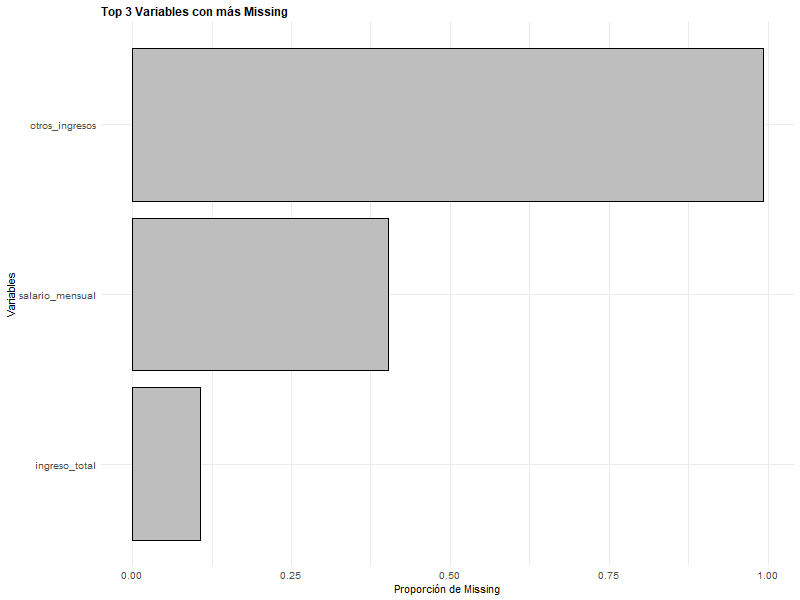 Top 3 Variables con más Missing
otros_ingresos
salario_mensual
ingreso_total
Variables
0.00
0.25
0.50
0.75
1.00
Proporción de Missing